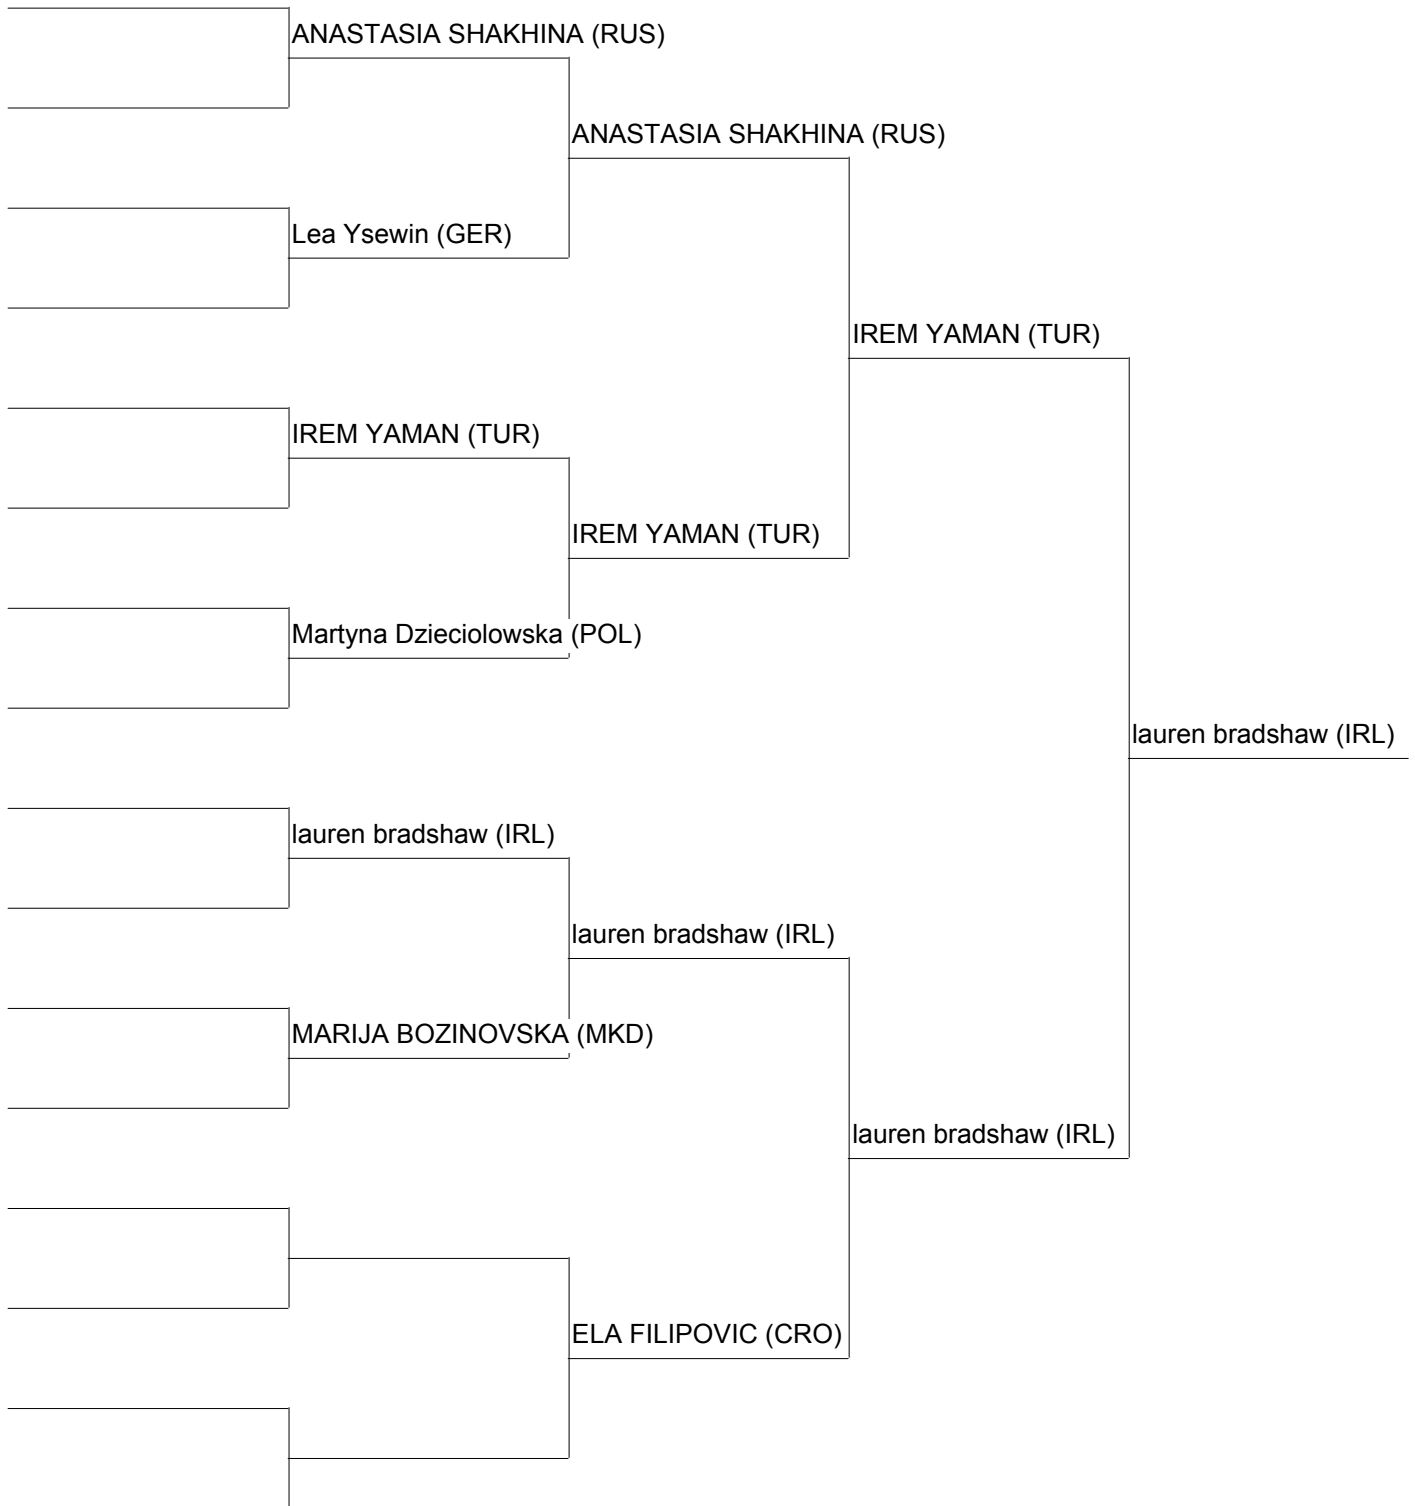 ANASTASIA SHAKHINA (RUS)
ANASTASIA SHAKHINA (RUS)
Lea Ysewin (GER)
IREM YAMAN (TUR)
IREM YAMAN (TUR)
IREM YAMAN (TUR)
Martyna Dzieciolowska (POL)
lauren bradshaw (IRL)
lauren bradshaw (IRL)
lauren bradshaw (IRL)
MARIJA BOZINOVSKA (MKD)
lauren bradshaw (IRL)
ELA FILIPOVIC (CRO)